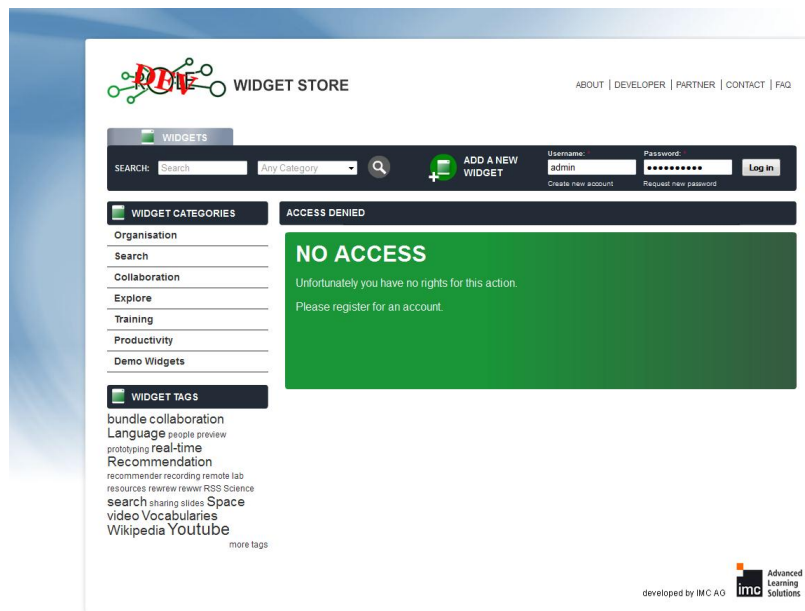 ROLE DEV WIDGET STORE
ABOUT | DEVELOPER | PARTNER | CONTACT | FAQ
WIDGETS
SEARCH: Search Any Category ADD A NEW WIDGET
Username: * Password: *
admin •••••••••• Log in
Create new account Request new password
WIDGET CATEGORIES
Organisation
Search
Collaboration
Explore
Training
Productivity
Demo Widgets
ACCESS DENIED
NO ACCESS
Unfortunately you have no rights for this action.
Please register for an account.
WIDGET TAGS
bundle collaboration
Language people preview
prototyping real-time
Recommendation
recommender recording remote lab
resources rewrew rewwr RSS Science
search sharing slides Space
video Vocabularies
Wikipedia Youtube
more tags
developed by IMC AG
imc Advanced
Learning
Solutions